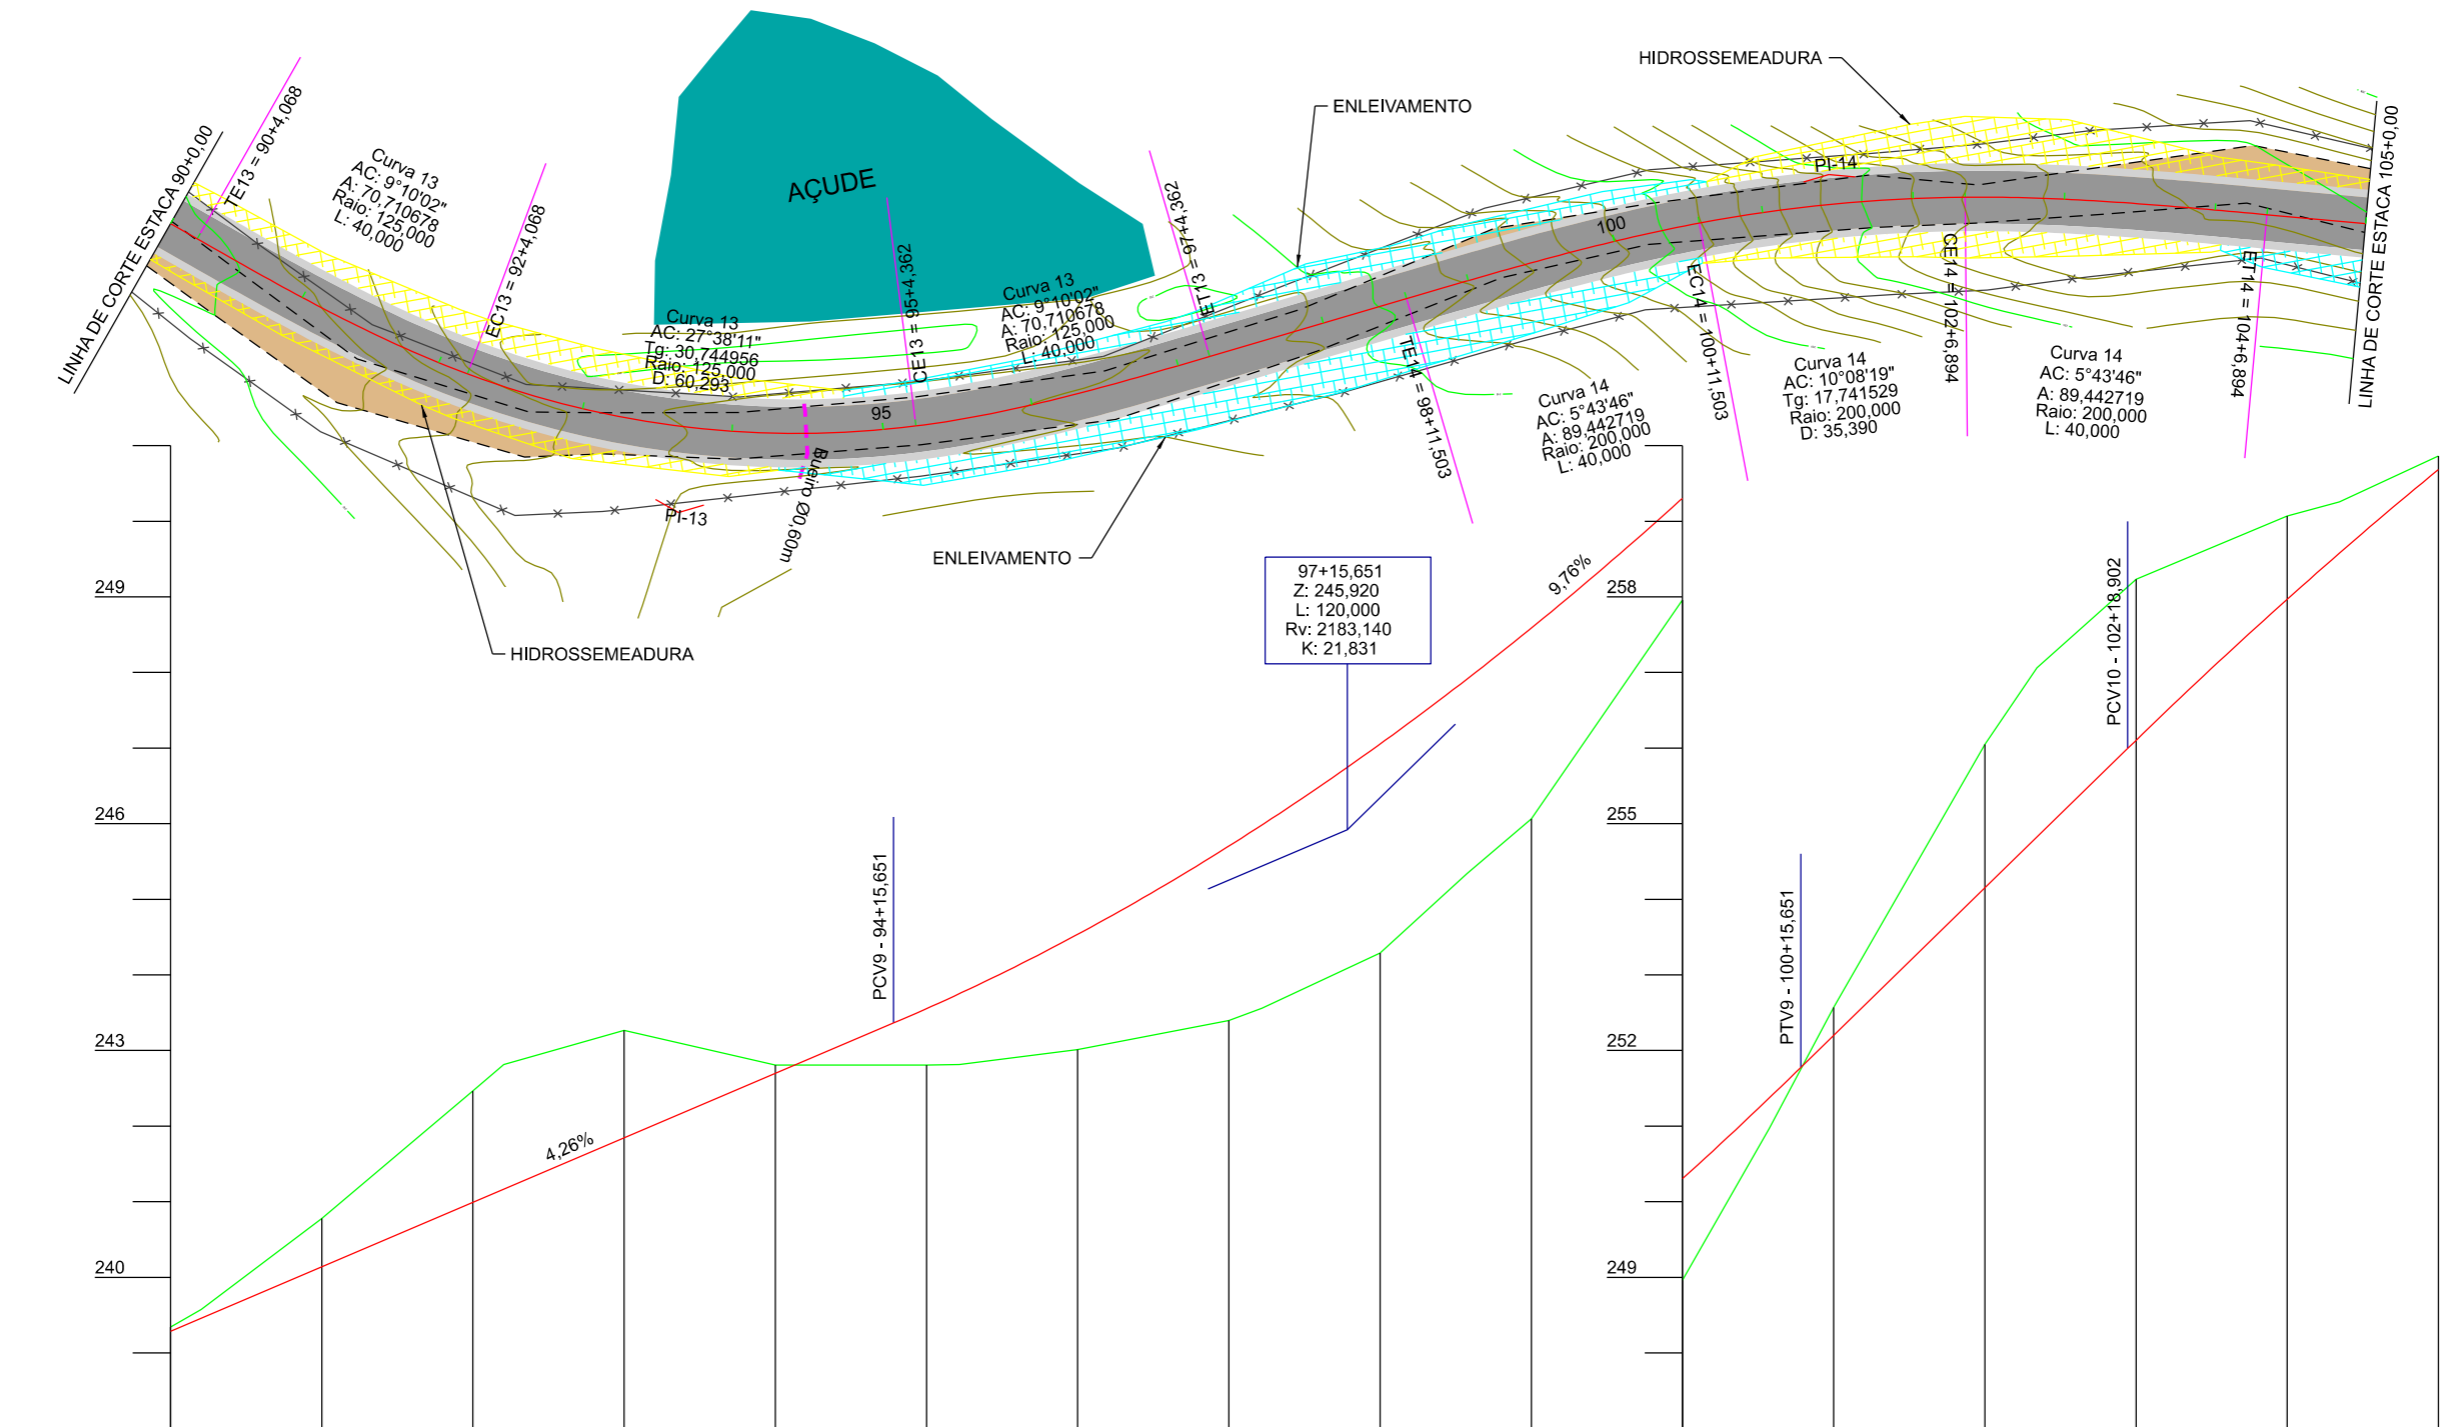 HIDROSSEMEADURA
ENLEIVAMENTO
LINHA DE CORTE ESTACA 90+0,00
TE13 = 90+4,068
Curva 13
AC: 9°10'02"
A: 70,710678
Raio: 125,000
L: 40,000
EC13 = 92+4,068
AÇUDE
Curva 13
AC: 27°38'11"
Tg: 30,744956
Raio: 125,000
D: 60,293
CE13 = 95+4,362
95
Curva 13
AC: 9°10'02"
A: 70,710678
Raio: 125,000
L: 40,000
ET13 = 97+4,362
TE14 = 98+11,503
100
Curva 14
AC: 5°43'46"
A: 89,442719
Raio: 200,000
L: 40,000
EC14 = 100+11,503
PI-14
Curva 14
AC: 10°08'19"
Tg: 17,741529
Raio: 200,000
D: 35,390
CE14 = 102+6,894
Curva 14
AC: 5°43'46"
A: 89,442719
Raio: 200,000
L: 40,000
ET14 = 104+6,894
LINHA DE CORTE ESTACA 105+0,00
PI-13
Bueiro Ø0,60m
ENLEIVAMENTO
HIDROSSEMEADURA
97+15,651
Z: 245,920
L: 120,000
Rv: 2183,140
K: 21,831
9,76%
4,26%
PCV9 - 94+15,651
PTV9 - 100+15,651
PCV10 - 102+18,902
249
246
243
240
258
255
252
249